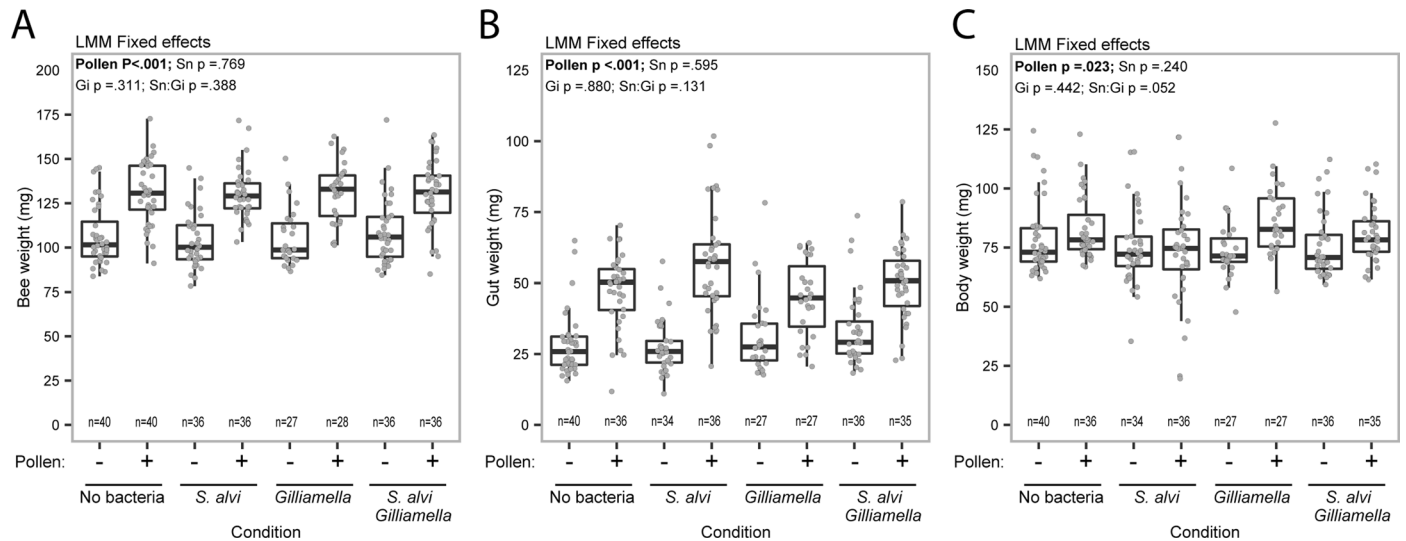 A
LMM Fixed effects
Pollen P<.001; Sn p =.769
Gi p =.311; Sn:Gi p =.388
200
175
150
125
100
75
50
25
0
Bee weight (mg)
n=40 n=40 n=36 n=36 n=27 n=28 n=36 n=36
Pollen: - + - + - + - +
No bacteria S. alvi Gilliamella S. alvi
Gilliamella
Condition
B
LMM Fixed effects
Pollen p <.001; Sn p =.595
Gi p =.880; Sn:Gi p =.131
125
100
75
50
25
0
Gut weight (mg)
n=40 n=36 n=34 n=36 n=27 n=27 n=36 n=35
Pollen: - + - + - + - +
No bacteria S. alvi Gilliamella S. alvi
Gilliamella
Condition
C
LMM Fixed effects
Pollen p =.023; Sn p =.240
Gi p =.442; Sn:Gi p =.052
150
125
100
75
50
25
0
Body weight (mg)
n=40 n=36 n=34 n=36 n=27 n=27 n=36 n=35
Pollen: - + - + - + - +
No bacteria S. alvi Gilliamella S. alvi
Gilliamella
Condition